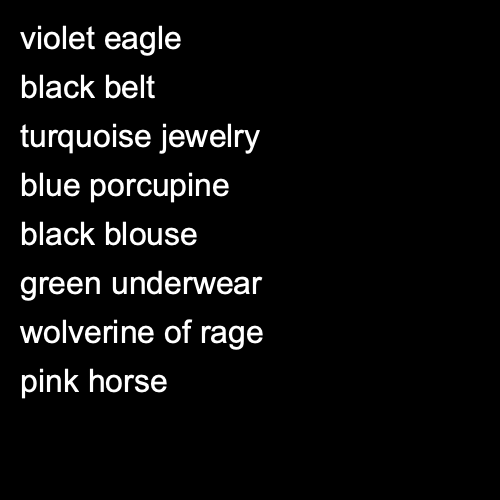 violet eagle
black belt
turquoise jewelry
blue porcupine
black blouse
green underwear
wolverine of rage
pink horse